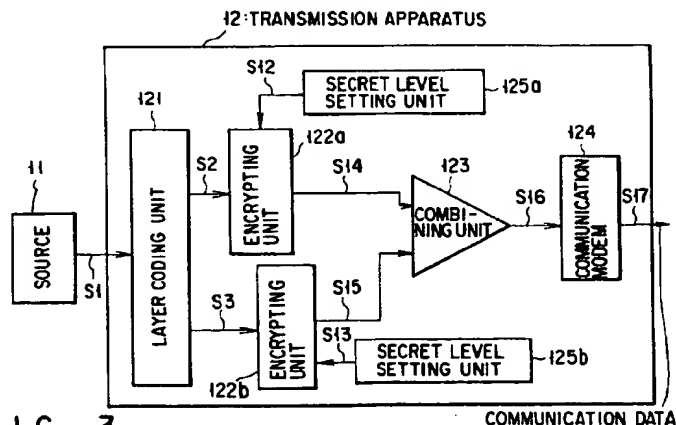 12:TRANSMISSION APPARATUS
S12
SECRET LEVEL
SETTING UNIT
125a
121
122a
124
11
S2
S14
123
S16
S17
SOURCE
S1
LAYER CODING UNIT
ENCRYPTING
UNIT
COMBI-
NING UNIT
COMMUNICATION
MODEM
S3
ENCRYPTING
UNIT
S15
S13
SECRET LEVEL
SETTING UNIT
125b
122b
COMMUNICATION DATA